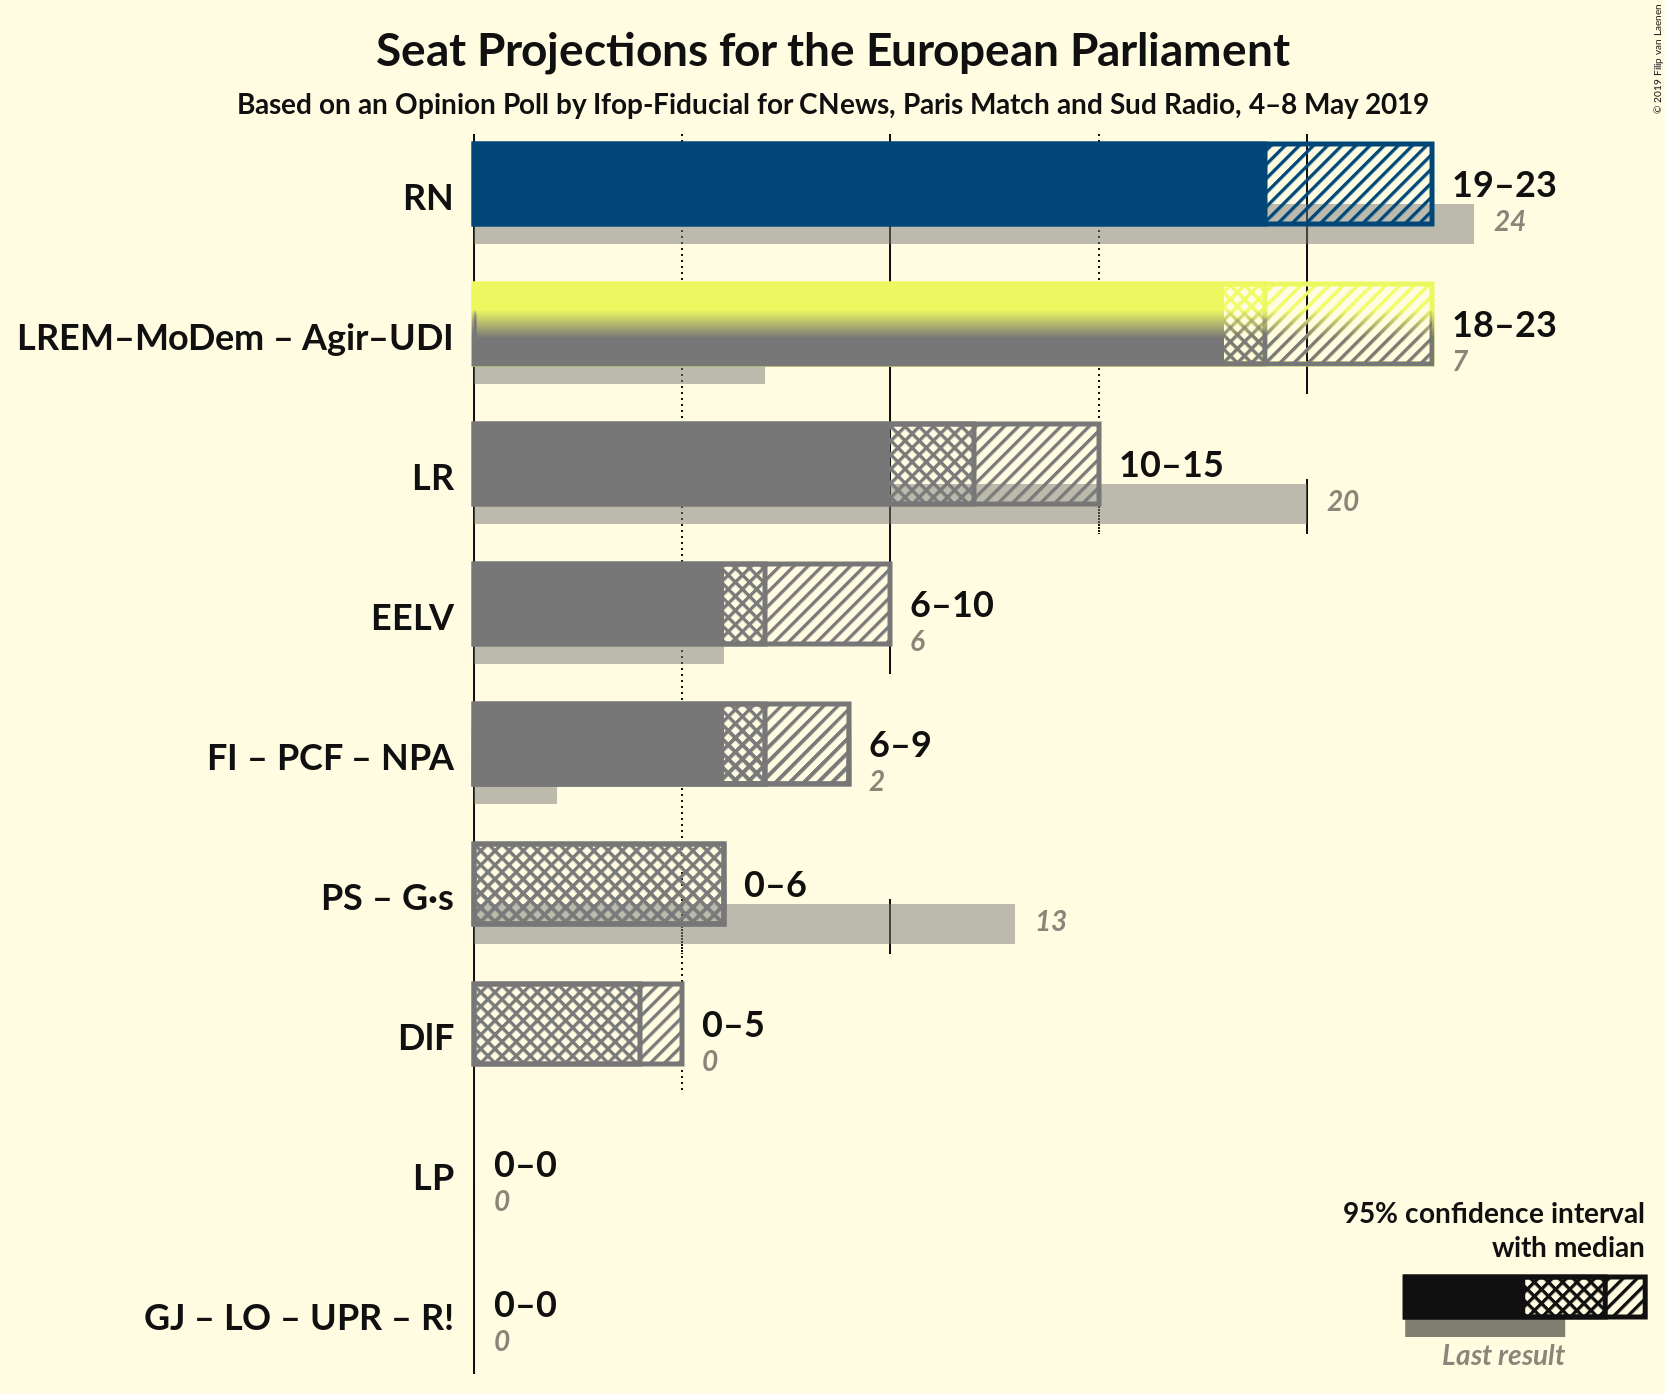 Seat Projections for the European Parliament
Based on an Opinion Poll by Ifop-Fiducial for CNews, Paris Match and Sud Radio, 4–8 May 2019
© 2019 Filip van Laenen
RN
19–23
24
LREM–MoDem – Agir–UDI
18–23
7
LR
10–15
20
EELV
6–10
6
FI – PCF – NPA
6–9
2
PS – G·s
0–6
13
DlF
0–5
0
LP
0–0
0
GJ – LO – UPR – R!
0–0
0
95% confidence interval
with median
Last result